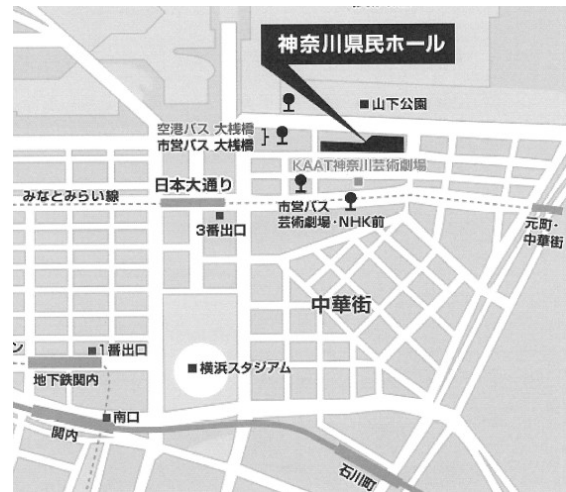 神奈川県民ホール
山下公園
空港バス 大桟橋
市営バス 大桟橋
KAAT神奈川芸術劇場
日本大通り
みなとみらい線
市営バス
芸術劇場・NHK前
3番出口
元町・
中華街
中華街
ン
1番出口
横浜スタジアム
地下鉄関内
南口
関内
石川町